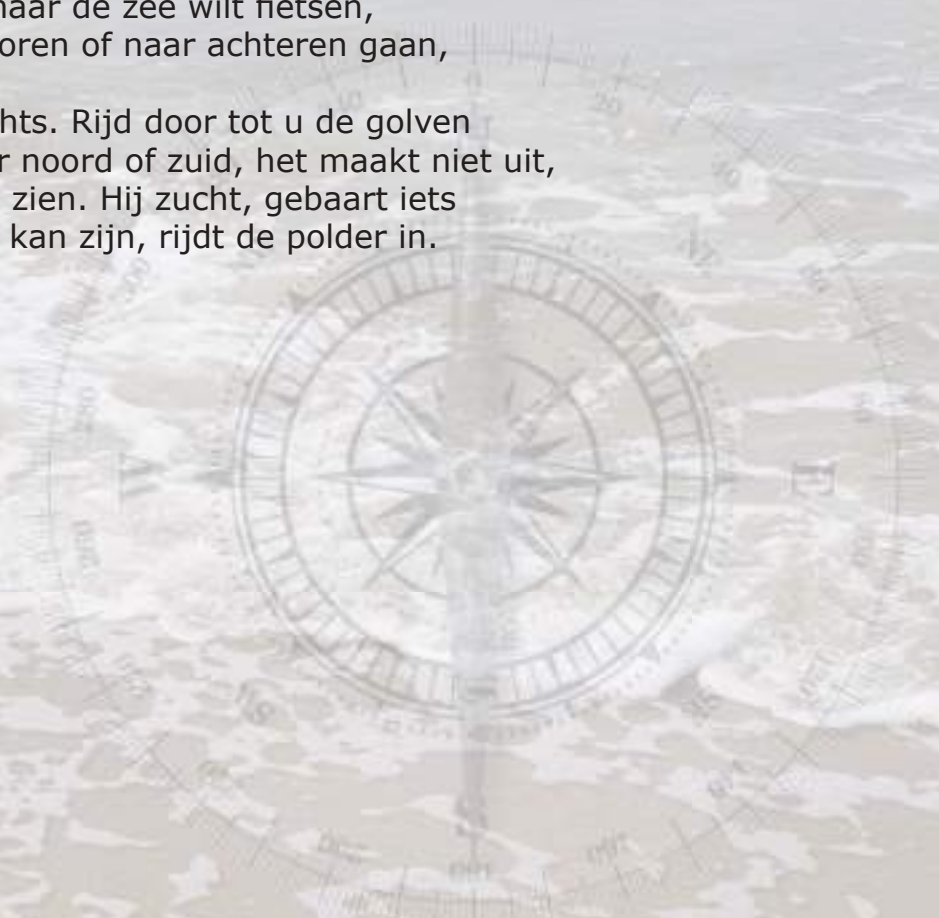 naar de zee wilt fietsen,
oren of naar achteren gaan,
hts. Rijd door tot u de golven
r noord of zuid, het maakt niet uit,
zien. Hij zucht, gebaart iets
kan zijn, rijdt de polder in.
E